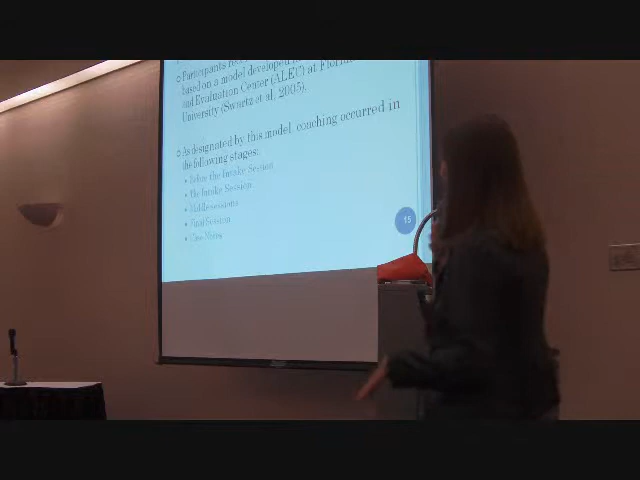 Participants
based on a model developed
and Evaluation Center (ALEC) at
University (Swartz et al, 2005).
As designated by this model, coaching occurred in
the following stages:
Before the Intake Session
The Intake Session
Middle sessions
Final Session
15